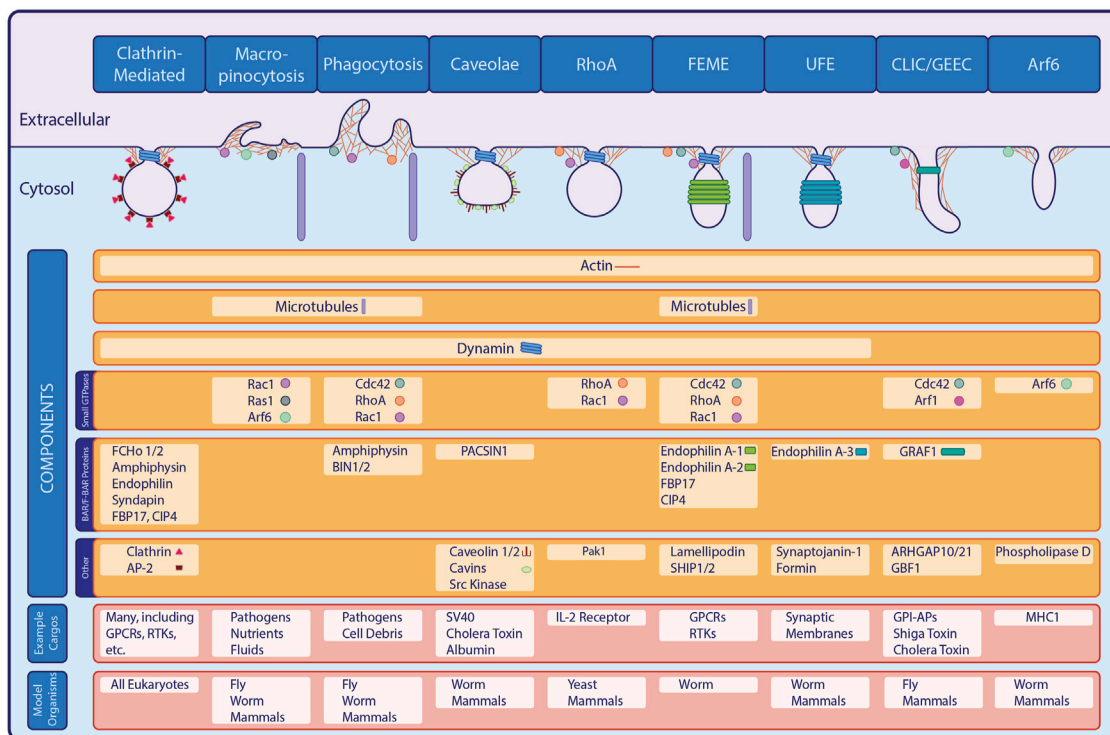 Clathrin-
Mediated
Macro-
pinocytosis
Phagocytosis
Caveolae
RhoA
FEME
UFE
CLIC/GEEC
Arf6
Extracellular
Cytosol
COMPONENTS
Actin
Microtubules
Microtubles
Dynamin
Small GTPases
Rac1
Ras1
Arf6
Cdc42
RhoA
Rac1
RhoA
Rac1
Cdc42
RhoA
Rac1
Cdc42
Arf1
Arf6
BAR/F-BAR Proteins
FCHo 1/2
Amphiphysin
Endophilin
Syndapin
FBP17, CIP4
Amphiphysin
BIN1/2
PACSIN1
Endophilin A-1
Endophilin A-2
FBP17
CIP4
Endophilin A-3
GRAF1
Other
Clathrin
AP-2
Caveolin 1/2
Cavins
Src Kinase
Pak1
Lamellipodin
SHIP1/2
Synaptojanin-1
Formin
ARHGAP10/21
GBF1
Phospholipase D
Example
Cargos
Many, including
GPCRs, RTKs,
etc.
Pathogens
Nutrients
Fluids
Pathogens
Cell Debris
SV40
Cholera Toxin
Albumin
IL-2 Receptor
GPCRs
RTKs
Synaptic
Membranes
GPI-APs
Shiga Toxin
Cholera Toxin
MHC1
Model
Organisms
All Eukaryotes
Fly
Worm
Mammals
Fly
Worm
Mammals
Worm
Mammals
Yeast
Mammals
Worm
Worm
Mammals
Fly
Mammals
Worm
Mammals